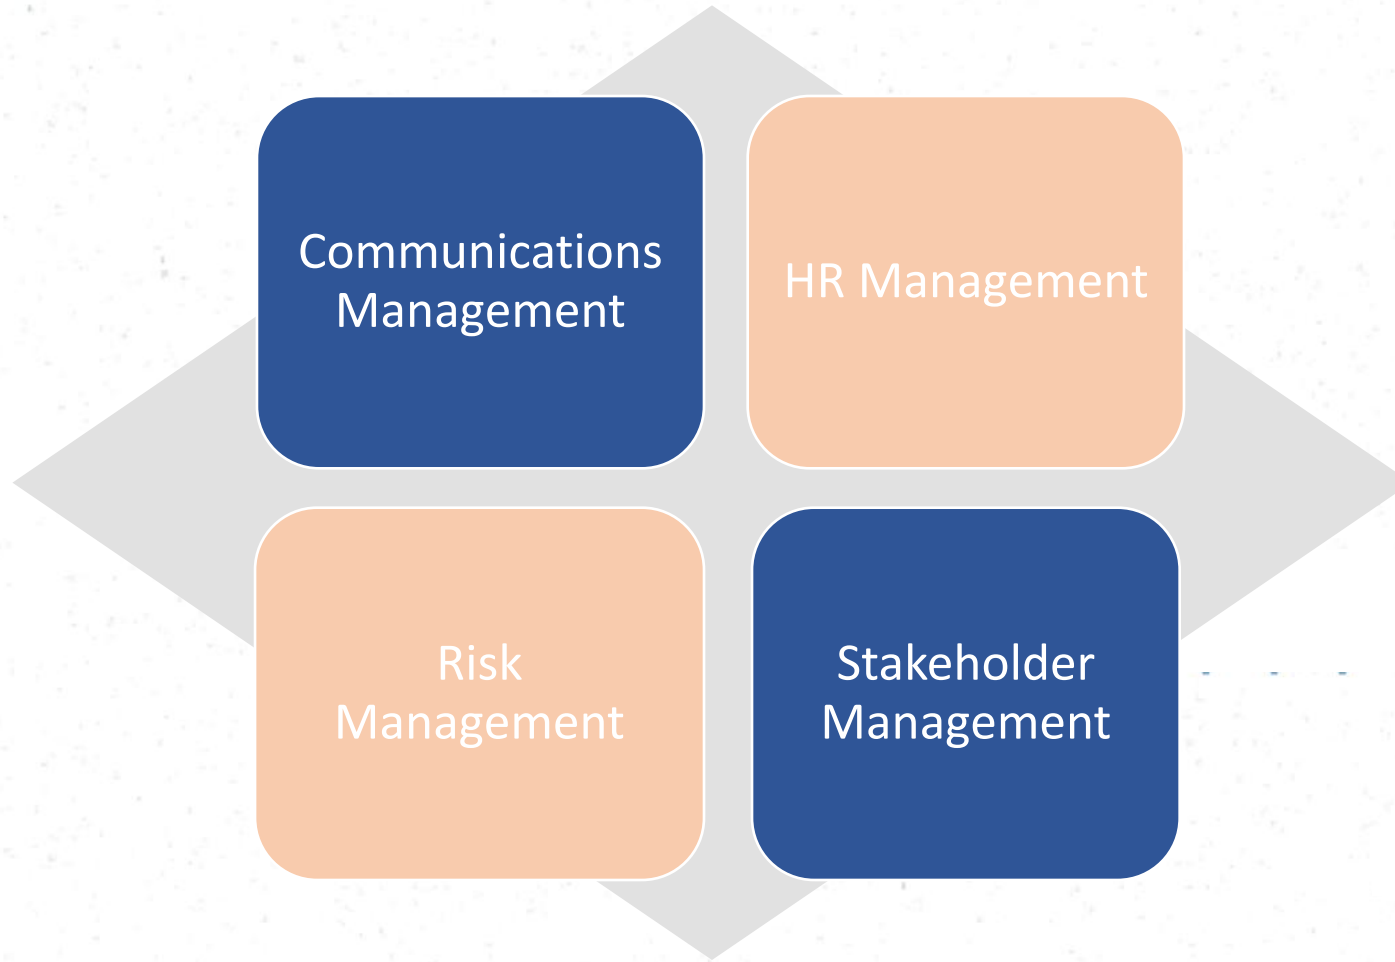 Communications
Management
HR Management
Risk
Management
Stakeholder
Management